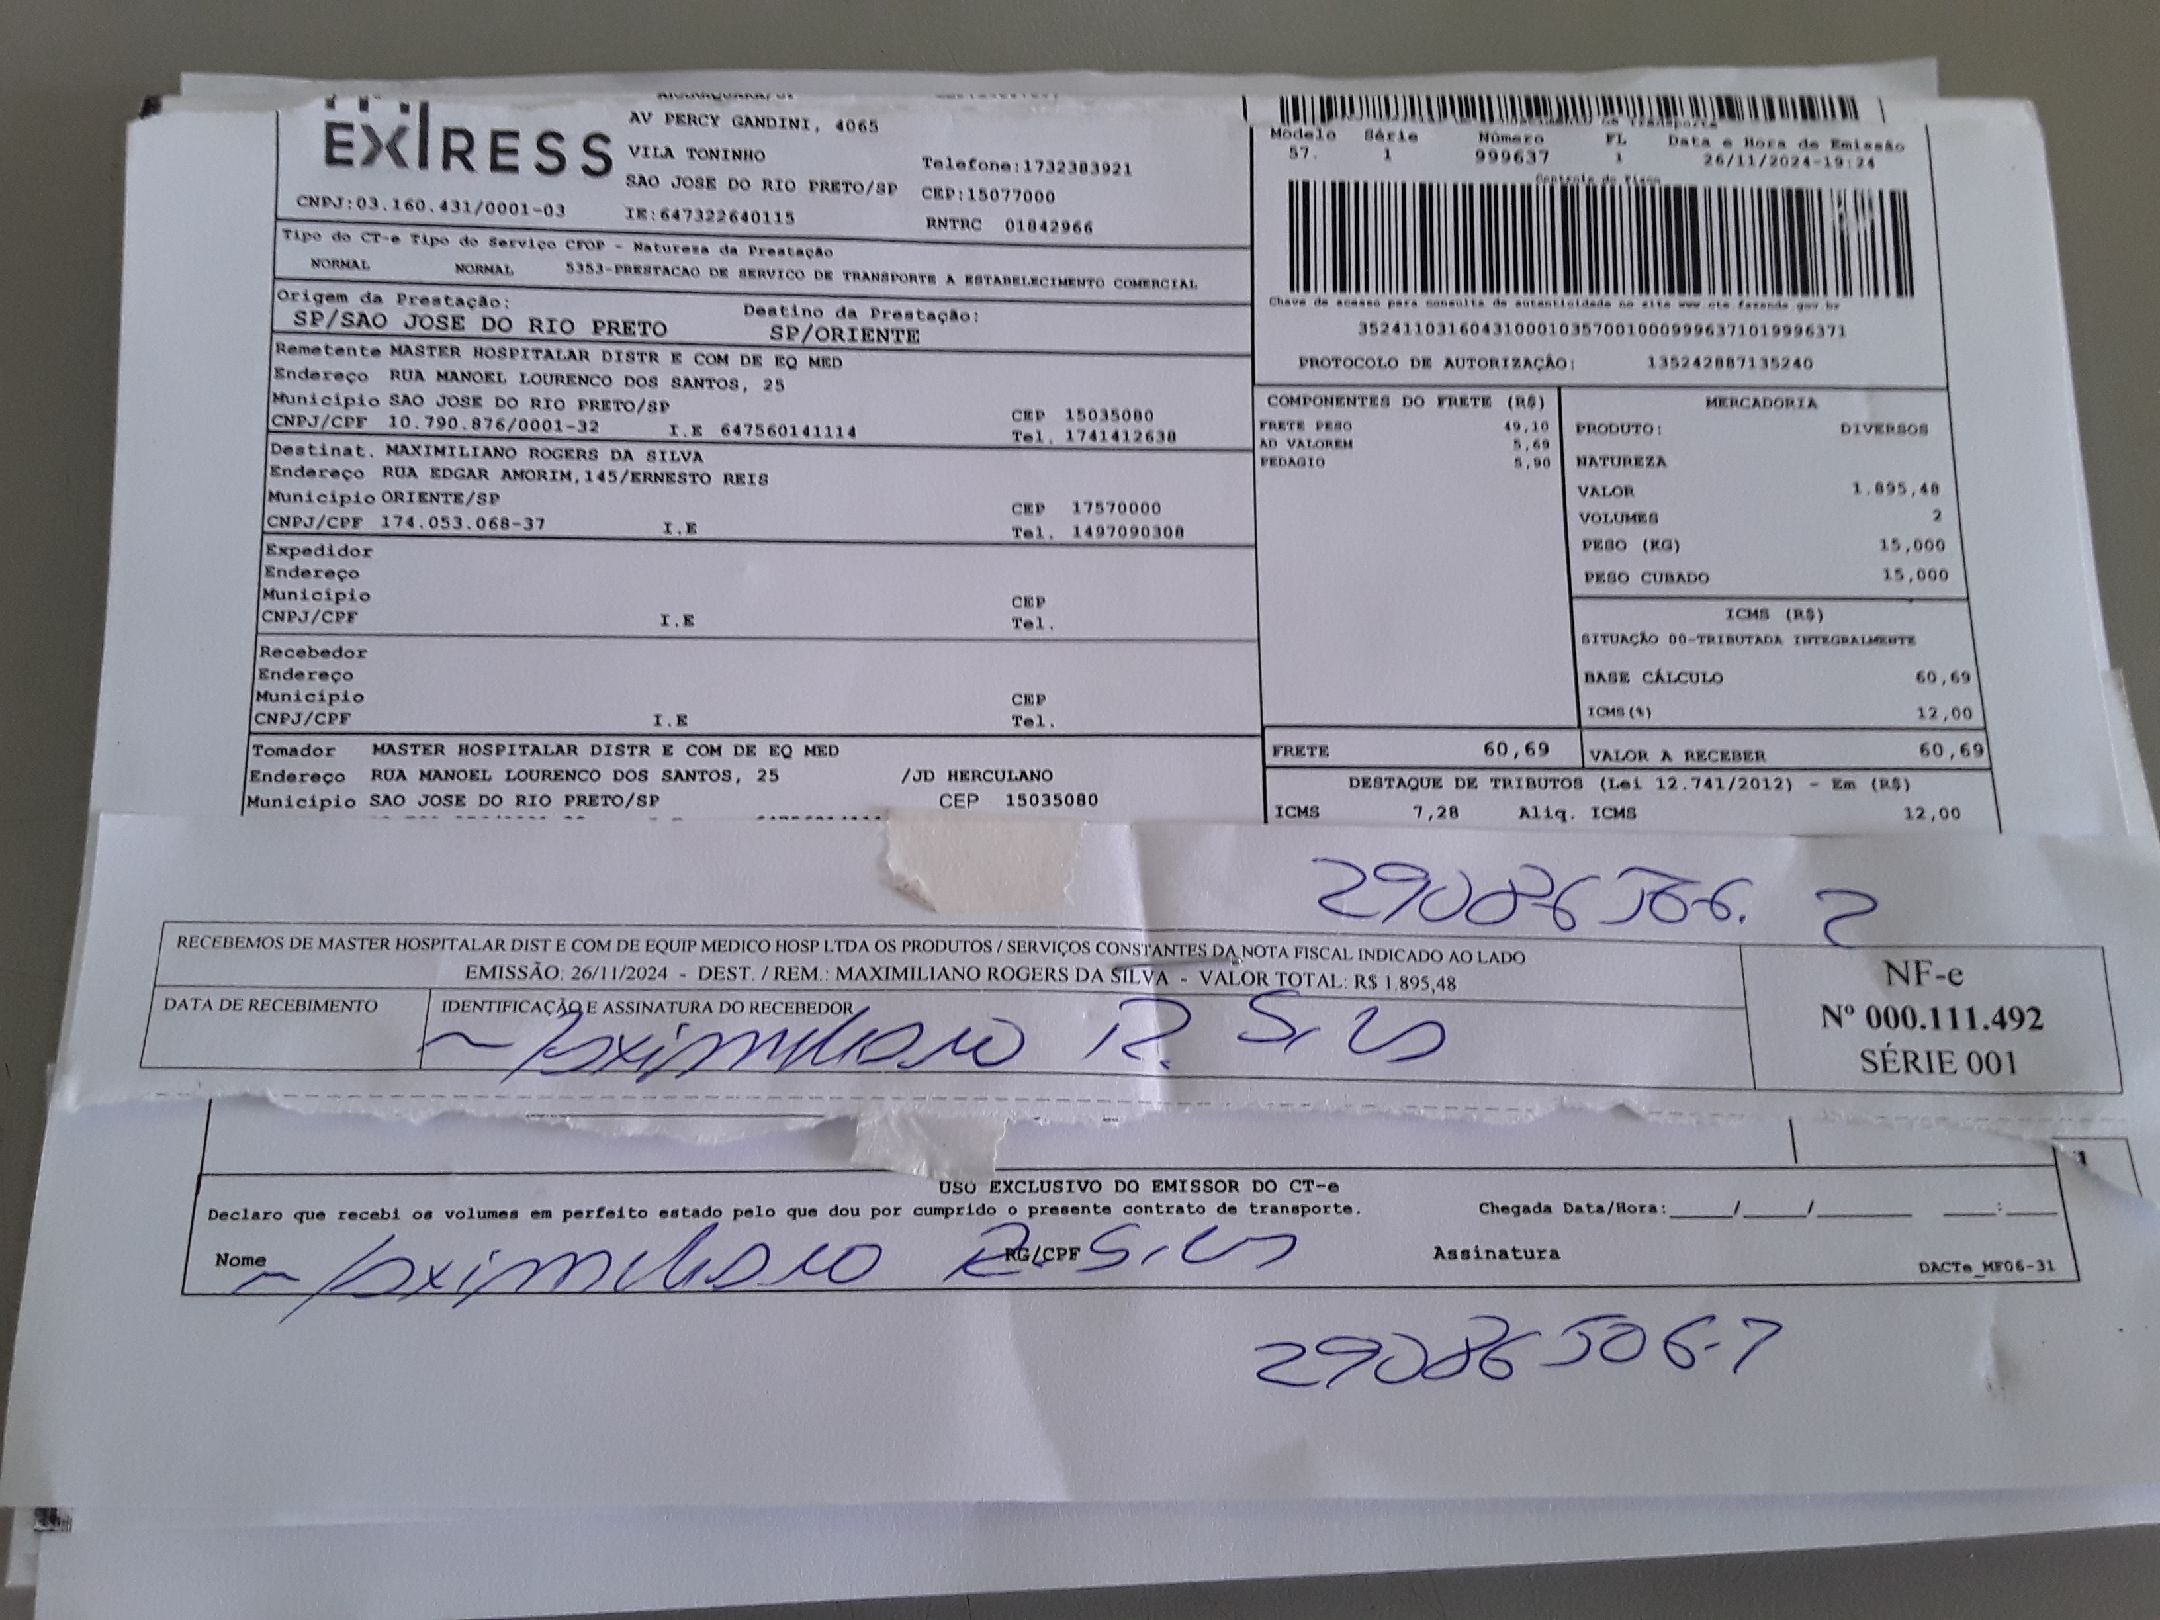 EXPRESS
AV PERCY GANDINI, 4065
VILA TONINHO
Telefone:1732383921
SAO JOSE DO RIO PRETO/SP CEP:15077000
CNPJ:03.160.431/0001-03 IE:647322640115 RNTRC 01842966
Modelo Série Número FL Data e Hora de Emissão
57. 1 999637 1 26/11/2024-19:24
Controle do Fisco
Tipo do CT-e Tipo do Serviço CFOP - Natureza da Prestação
NORMAL NORMAL 5353-PRESTACAO DE SERVICO DE TRANSPORTE A ESTABELECIMENTO COMERCIAL
Origem da Prestação: Destino da Prestação:
SP/SAO JOSE DO RIO PRETO SP/ORIENTE
Chave de acesso para consulta de autenticidade no site www.cte.fazenda.gov.br
35241103160431000103570010009996371019996371
PROTOCOLO DE AUTORIZAÇÃO: 135242887135240
Remetente MASTER HOSPITALAR DISTR E COM DE EQ MED
Endereço RUA MANOEL LOURENCO DOS SANTOS, 25
Município SAO JOSE DO RIO PRETO/SP CEP 15035080
CNPJ/CPF 10.790.876/0001-32 I.E 647560141114 Tel. 1741412638
Destinat. MAXIMILIANO ROGERS DA SILVA
Endereço RUA EDGAR AMORIM,145/ERNESTO REIS
Município ORIENTE/SP CEP 17570000
CNPJ/CPF 174.053.068-37 I.E Tel. 1497090308
Expedidor
Endereço
Município CEP
CNPJ/CPF I.E Tel.
Recebedor
Endereço
Município CEP
CNPJ/CPF I.E Tel.
Tomador MASTER HOSPITALAR DISTR E COM DE EQ MED
Endereço RUA MANOEL LOURENCO DOS SANTOS, 25 /JD HERCULANO
Município SAO JOSE DO RIO PRETO/SP CEP 15035080
COMPONENTES DO FRETE (R$)
FRETE PESO 49,10
AD VALOREM 5,69
PEDAGIO 5,90
MERCADORIA
PRODUTO: DIVERSOS
NATUREZA
VALOR 1.895,48
VOLUMES 2
PESO (KG) 15,000
PESO CUBADO 15,000
ICMS (R$)
SITUAÇÃO 00-TRIBUTADA INTEGRALMENTE
BASE CÁLCULO 60,69
ICMS(%) 12,00
FRETE 60,69 VALOR A RECEBER 60,69
DESTAQUE DE TRIBUTOS (Lei 12.741/2012) - Em (R$)
ICMS 7,28 Aliq. ICMS 12,00
RECEBEMOS DE MASTER HOSPITALAR DIST E COM DE EQUIP MEDICO HOSP LTDA OS PRODUTOS / SERVIÇOS CONSTANTES DA NOTA FISCAL INDICADO AO LADO
EMISSÃO: 26/11/2024 - DEST. / REM.: MAXIMILIANO ROGERS DA SILVA - VALOR TOTAL: R$ 1.895,48
DATA DE RECEBIMENTO IDENTIFICAÇÃO E ASSINATURA DO RECEBEDOR
Maximiliano R. Silva
NF-e
Nº 000.111.492
SÉRIE 001
USO EXCLUSIVO DO EMISSOR DO CT-e
Declaro que recebi os volumes em perfeito estado pelo que dou por cumprido o presente contrato de transporte. Chegada Data/Hora:____/____/______ ___:___
Nome Maximiliano R. Silva RG/CPF Assinatura
DACTe_MF06-31
29086506-7